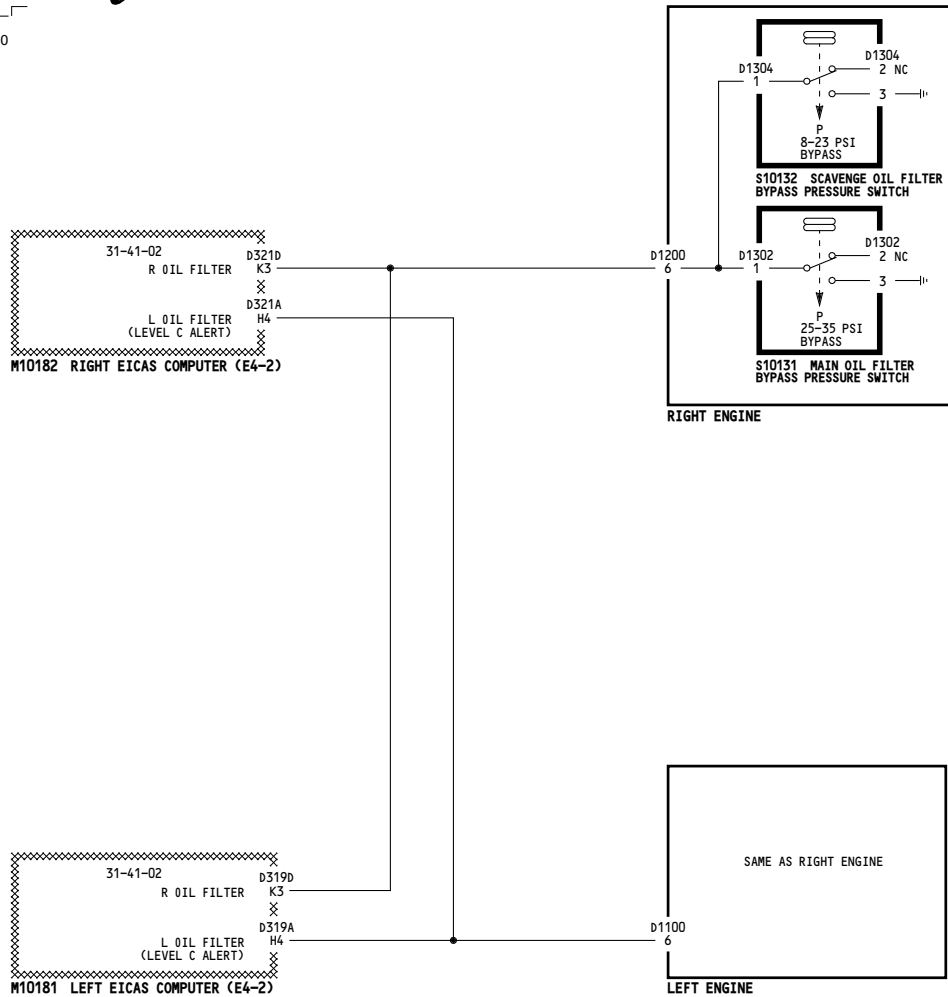 0
D1304
2 NC
D1304
1
3
P
8-23 PSI
BYPASS
S10132 SCAVENGE OIL FILTER
BYPASS PRESSURE SWITCH
31-41-02
R OIL FILTER
D321D
K3
D321A
L OIL FILTER
H4
(LEVEL C ALERT)
M10182 RIGHT EICAS COMPUTER (E4-2)
D1200
6
D1302
1
D1302
2 NC
3
P
25-35 PSI
BYPASS
S10131 MAIN OIL FILTER
BYPASS PRESSURE SWITCH
RIGHT ENGINE
31-41-02
R OIL FILTER
D319D
K3
D319A
L OIL FILTER
H4
(LEVEL C ALERT)
M10181 LEFT EICAS COMPUTER (E4-2)
D1100
6
SAME AS RIGHT ENGINE
LEFT ENGINE